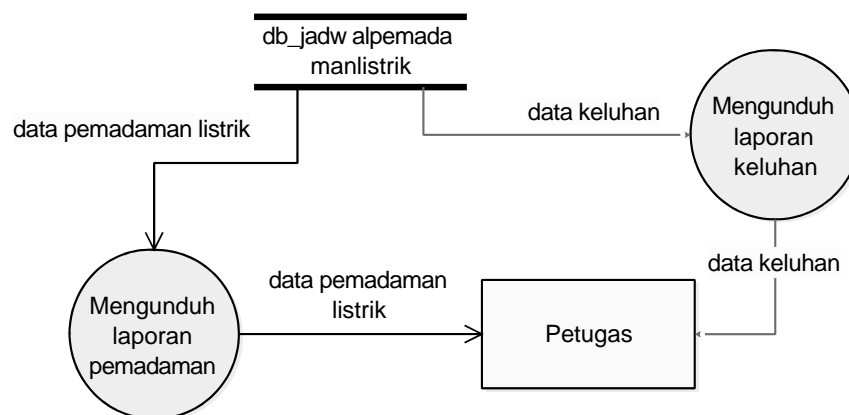 db_jadw alpemada
manlistrik
data pemadaman listrik
data keluhan
Mengunduh
laporan
keluhan
data keluhan
Mengunduh
laporan
pemadaman
data pemadaman
listrik
Petugas